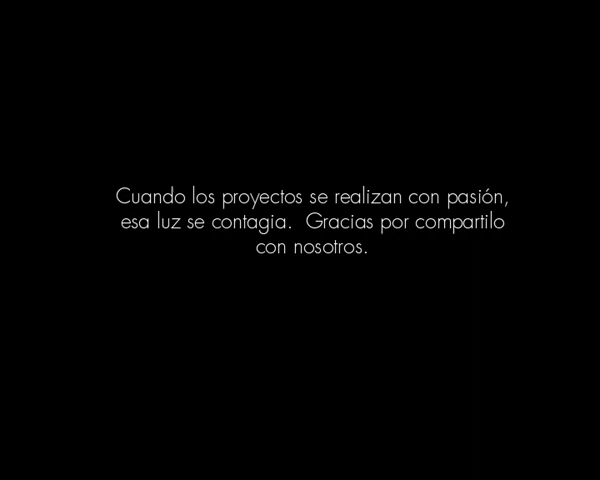 Cuando los proyectos se realizan con pasión,
esa luz se contagia.  Gracias por compartilo
con nosotros.